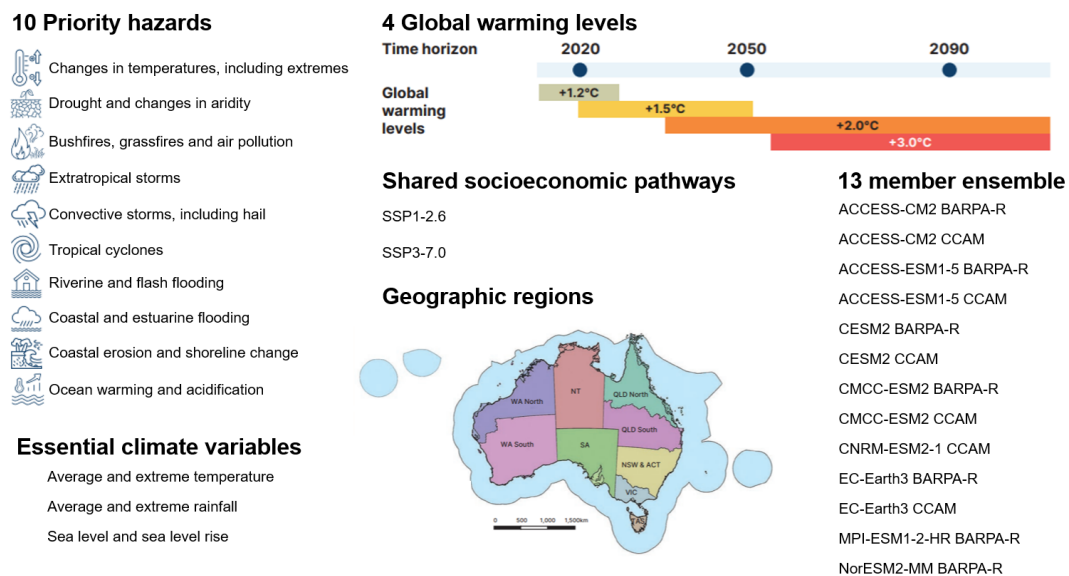 10 Priority hazards
Changes in temperatures, including extremes
Drought and changes in aridity
Bushfires, grassfires and air pollution
Extratropical storms
Convective storms, including hail
Tropical cyclones
Riverine and flash flooding
Coastal and estuarine flooding
Coastal erosion and shoreline change
Ocean warming and acidification
Essential climate variables
Average and extreme temperature
Average and extreme rainfall
Sea level and sea level rise
4 Global warming levels
Time horizon 2020 2050 2090
Global
warming
levels
+1.2°C
+1.5°C
+2.0°C
+3.0°C
Shared socioeconomic pathways
SSP1-2.6
SSP3-7.0
Geographic regions
WA North
NT
QLD North
WA South
SA
QLD South
NSW & ACT
VIC
TAS
0 500 1,000 1,500km
13 member ensemble
ACCESS-CM2 BARPA-R
ACCESS-CM2 CCAM
ACCESS-ESM1-5 BARPA-R
ACCESS-ESM1-5 CCAM
CESM2 BARPA-R
CESM2 CCAM
CMCC-ESM2 BARPA-R
CMCC-ESM2 CCAM
CNRM-ESM2-1 CCAM
EC-Earth3 BARPA-R
EC-Earth3 CCAM
MPI-ESM1-2-HR BARPA-R
NorESM2-MM BARPA-R